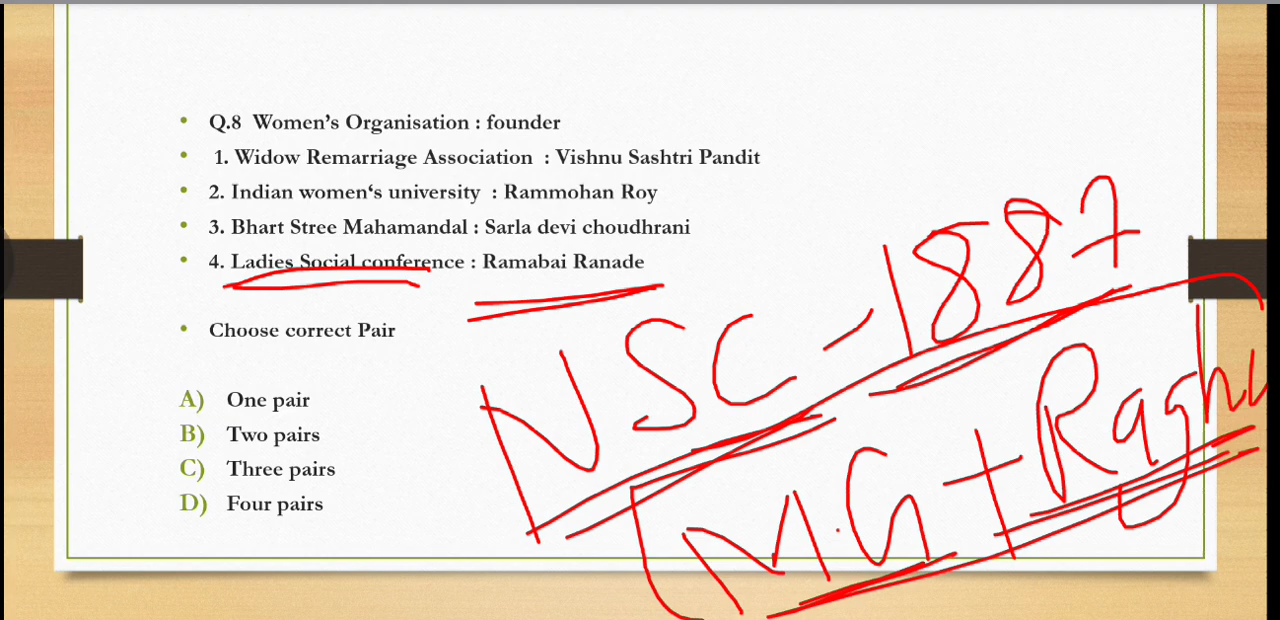 Q.8 Women's Organisation : founder
1. Widow Remarriage Association : Vishnu Sashtri Pandit
2. Indian women‘s university : Rammohan Roy
3. Bhart Stree Mahamandal : Sarla devi choudhrani
4. Ladies Social conference : Ramabai Ranade
Choose correct Pair
A) One pair
B) Two pairs
C) Three pairs
D) Four pairs
NSC - 1887
(M.G + Raghu